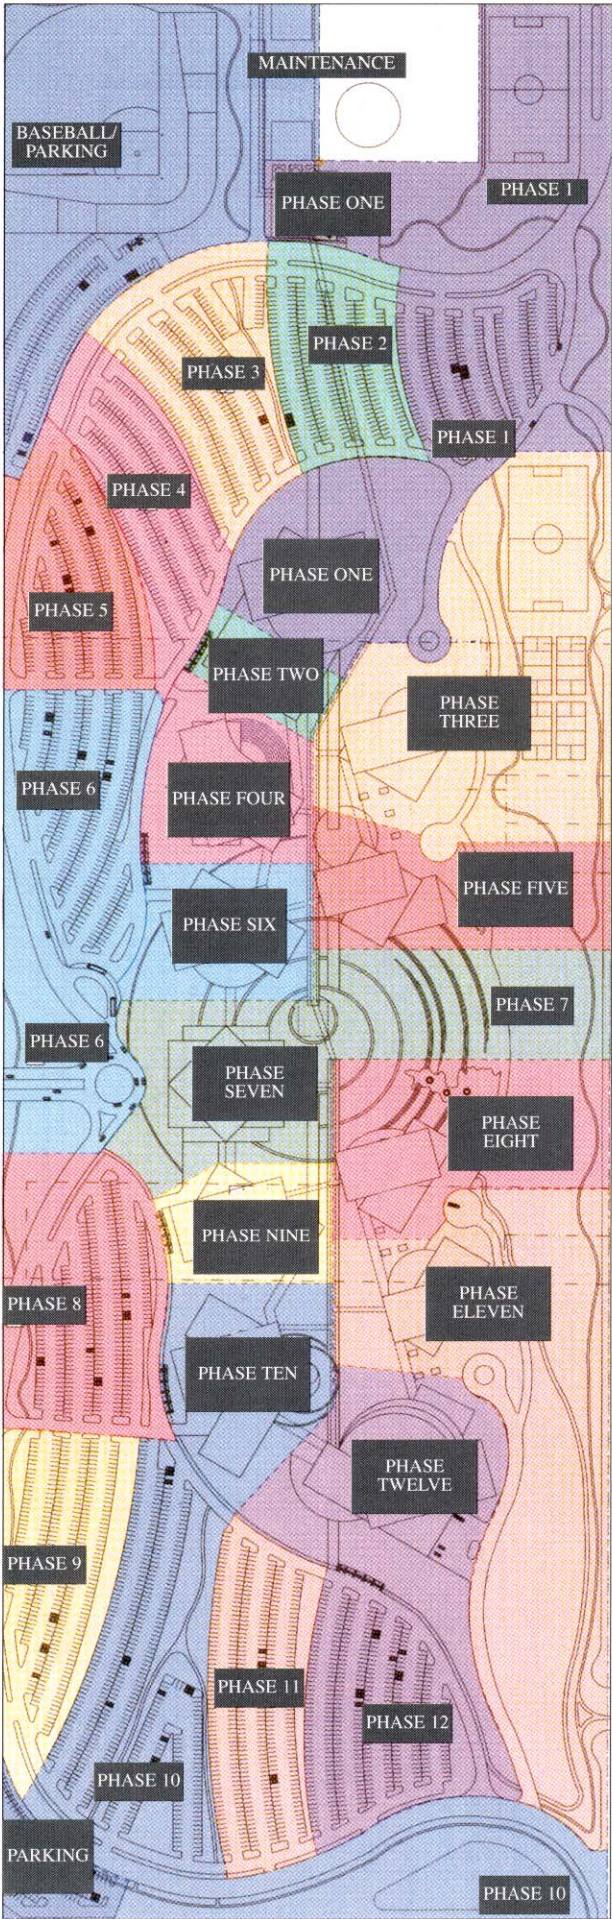 MAINTENANCE
BASEBALL/
PARKING
PHASE ONE
PHASE 1
PHASE 2
PHASE 3
PHASE 1
PHASE 4
PHASE ONE
PHASE 5
PHASE TWO
PHASE
THREE
PHASE 6
PHASE FOUR
PHASE FIVE
PHASE SIX
PHASE 7
PHASE 6
PHASE
SEVEN
PHASE
EIGHT
PHASE NINE
PHASE 8
PHASE
ELEVEN
PHASE TEN
PHASE
TWELVE
PHASE 9
PHASE 11
PHASE 12
PHASE 10
PARKING
PHASE 10